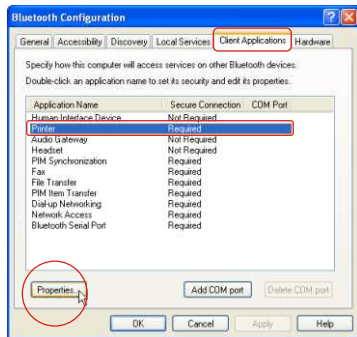 Bluetooth Configuration
General Accessibility Discovery Local Services Client Applications Hardware
Specify how this computer will access services on other Bluetooth devices.
Double-click an application name to set its security and edit its properties.
Application Name Secure Connection COM Port
Human Interface Device Not Required
Printer Required
Audio Gateway Not Required
Headset Not Required
PIM Synchronization Required
Fax Required
File Transfer Required
PIM Item Transfer Required
Dial-up Networking Required
Network Access Required
Bluetooth Serial Port Required
Properties... Add COM port Delete COM port
OK Cancel Apply Help